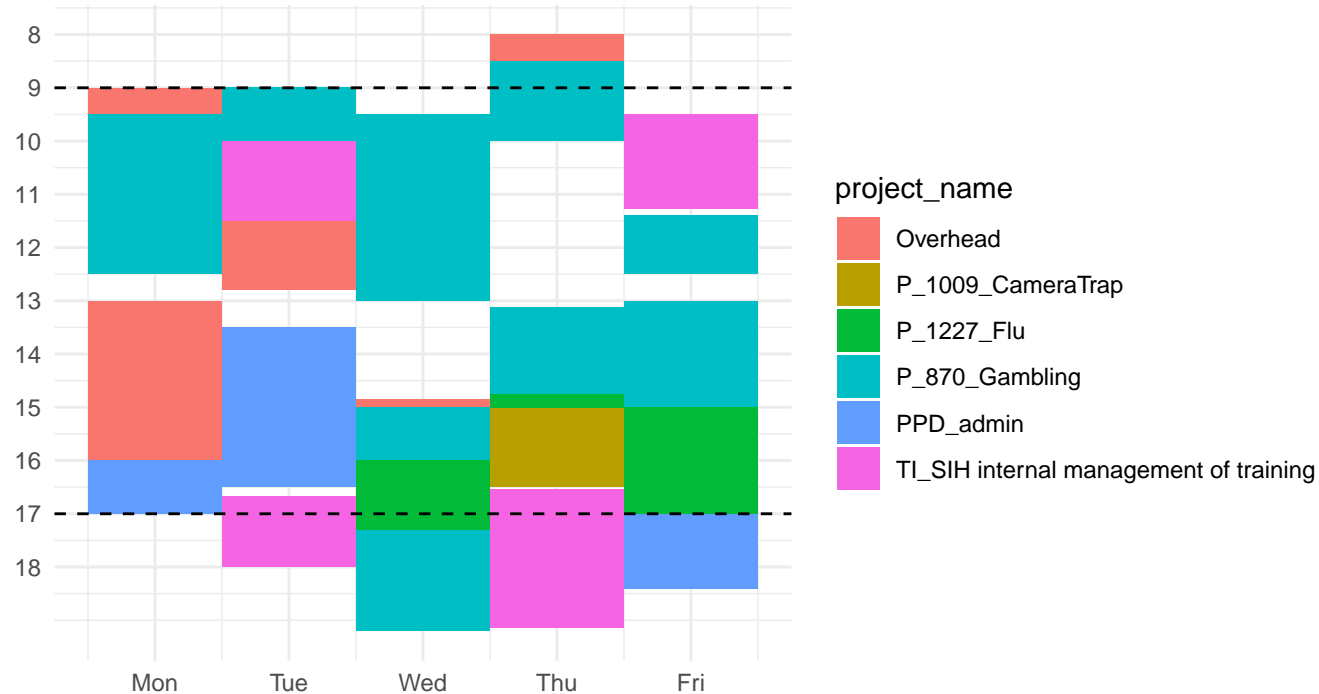 8
9
10
11
12
13
14
15
16
17
18
Mon Tue Wed Thu Fri
project_name
Overhead
P_1009_CameraTrap
P_1227_Flu
P_870_Gambling
PPD_admin
TI_SIH internal management of training